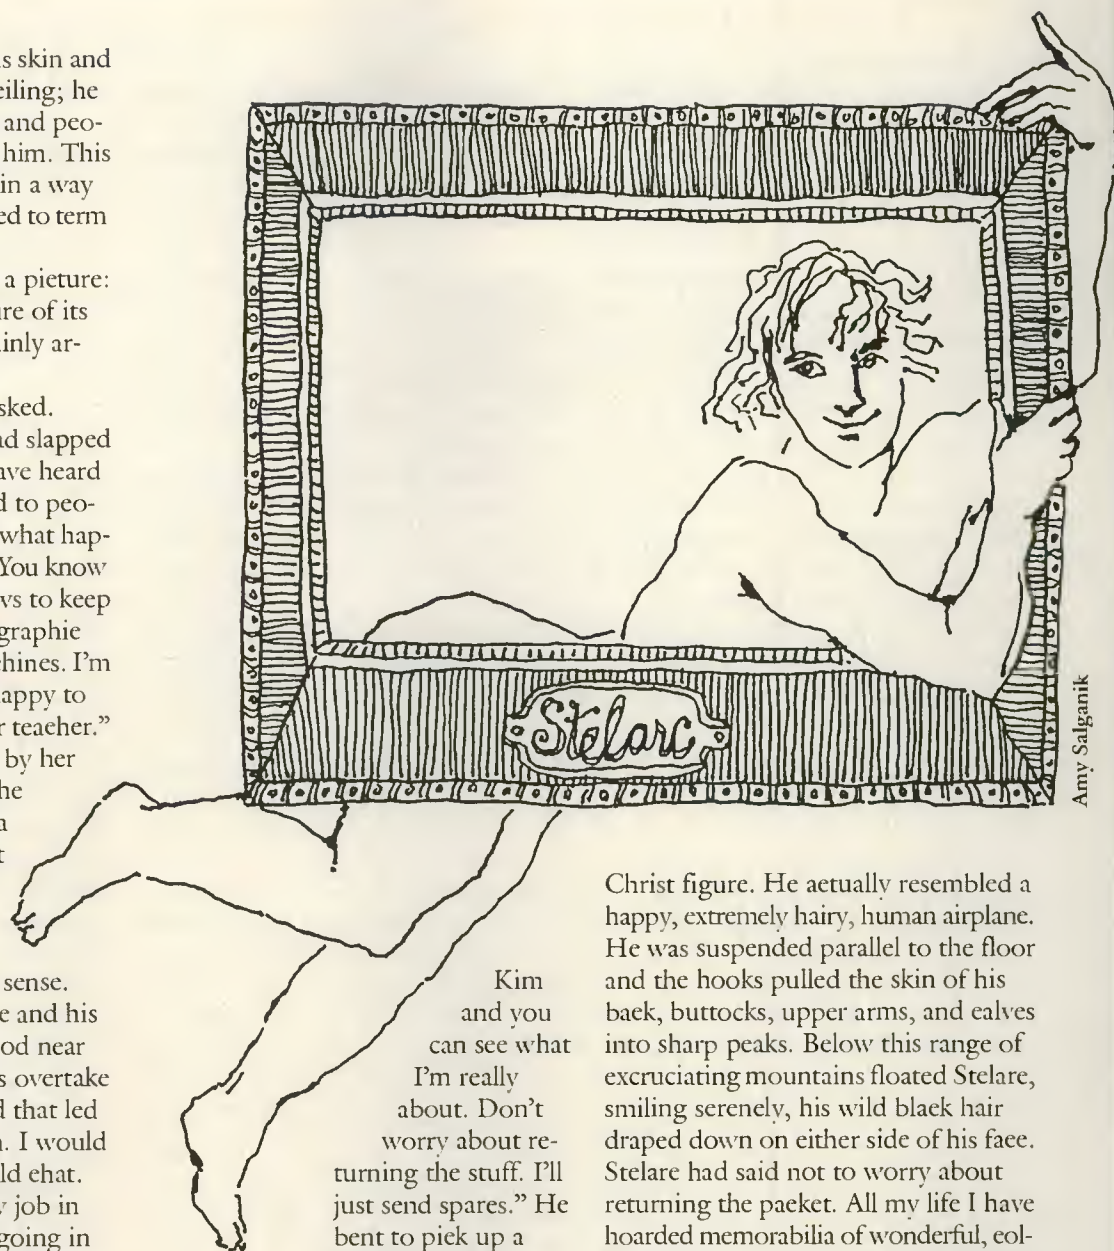 s skin and
eiling; he
and peo-
him. This
in a way
ed to term
a picture:
ure of its
inly ar-
sked.
ad slapped
ave heard
d to peo-
what hap-
You know
vs to keep
graphie
hines. I'm
appy to
r teaeher.”
by her
he
a
t
sense.
e and his
od near
s overtake
d that led
n. I would
ld ehat.
y job in
going in
Stelarc
Amy Salganik
Kim
and you
can see what
I'm really
about. Don't
worry about re-
turning the stuff. I'll
just send spares.” He
bent to piek up a
Christ figure. He aetually resembled a
happy, extremely hairy, human airplane.
He was suspended parallel to the floor
and the hooks pulled the skin of his
baek, buttocks, upper arms, and ealves
into sharp peaks. Below this range of
excruciating mountains floated Stelare,
smiling serenely, his wild blaek hair
draped down on either side of his faee.
Stelare had said not to worry about
returning the paeket. All my life I have
hoarded memorabilia of wonderful, eol-